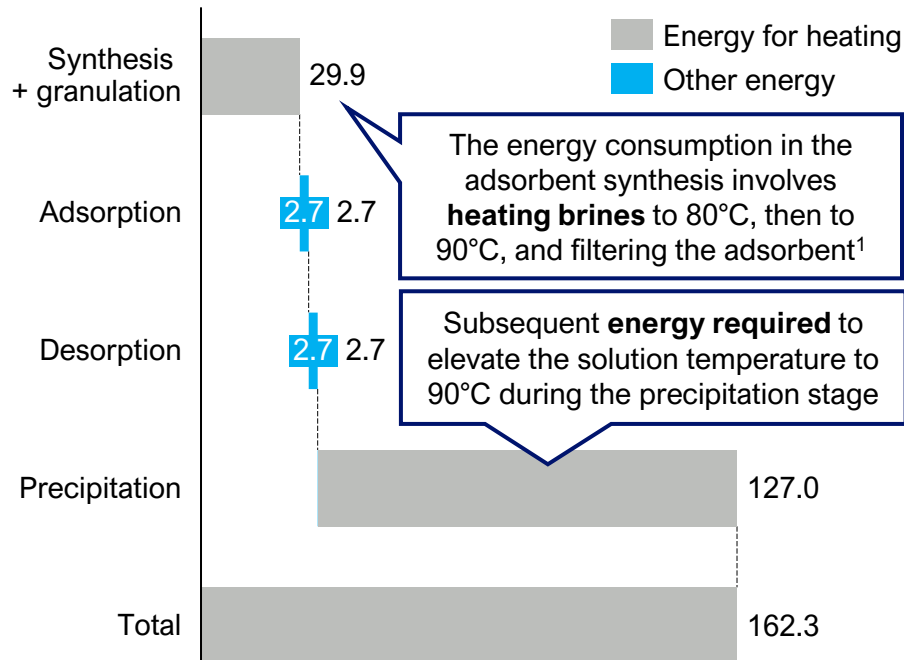 Energy for heating
Other energy
Synthesis
+ granulation
29.9
The energy consumption in the
adsorbent synthesis involves
heating brines to 80°C, then to
90°C, and filtering the adsorbent¹
Adsorption
2.7 2.7
Subsequent energy required to
elevate the solution temperature to
90°C during the precipitation stage
Desorption
2.7 2.7
Precipitation
127.0
Total
162.3